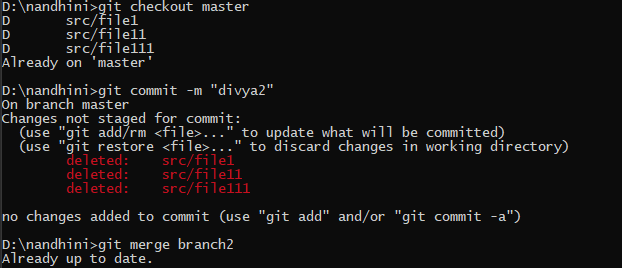 D:\nandhini>git checkout master
D       src/file1
D       src/file11
D       src/file111
Already on 'master'
D:\nandhini>git commit -m "divya2"
On branch master
Changes not staged for commit:
  (use "git add/rm <file>..." to update what will be committed)
  (use "git restore <file>..." to discard changes in working directory)
        deleted:    src/file1
        deleted:    src/file11
        deleted:    src/file111
no changes added to commit (use "git add" and/or "git commit -a")
D:\nandhini>git merge branch2
Already up to date.